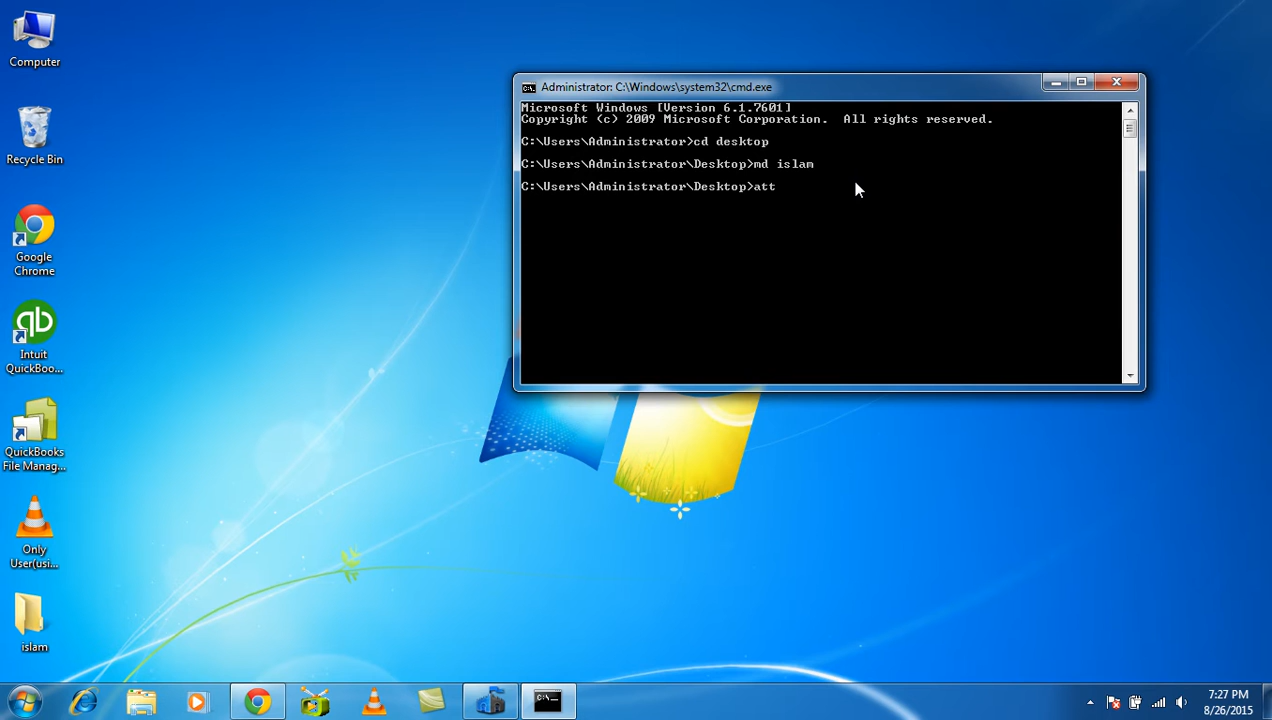 Computer
Recycle Bin
Google
Chrome
Intuit
QuickBoo...
QuickBooks
File Manag...
Only
User(usi...
islam
Administrator: C:\Windows\system32\cmd.exe
Microsoft Windows [Version 6.1.7601]
Copyright (c) 2009 Microsoft Corporation.  All rights reserved.
C:\Users\Administrator>cd desktop
C:\Users\Administrator\Desktop>md islam
C:\Users\Administrator\Desktop>att
7:27 PM
8/26/2015